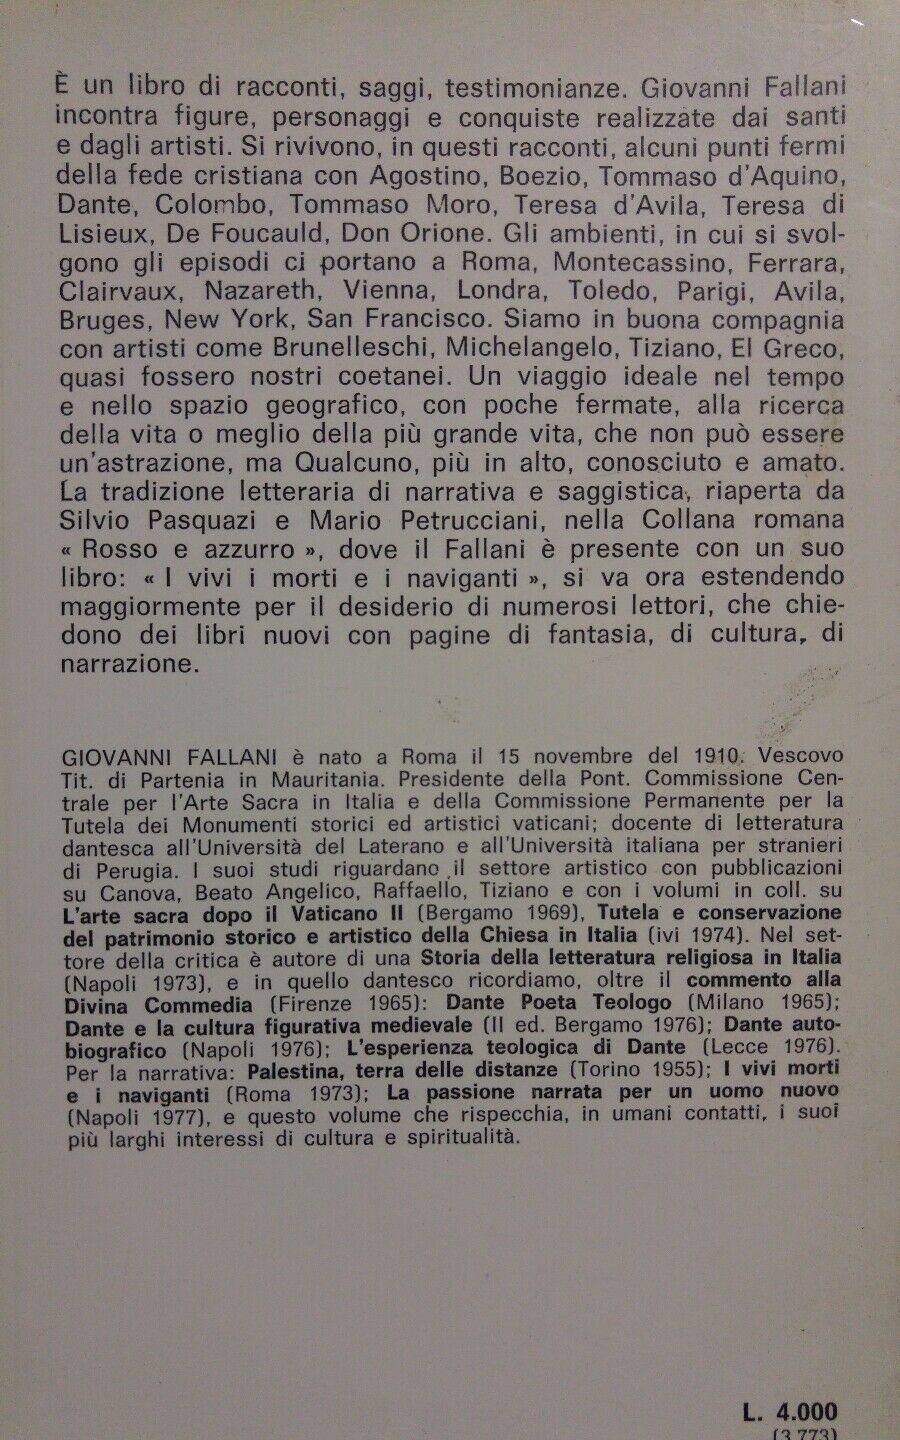 È un libro di racconti, saggi, testimonianze. Giovanni Fallani
incontra figure, personaggi e conquiste realizzate dai santi
e dagli artisti. Si rivivono, in questi racconti, alcuni punti fermi
della fede cristiana con Agostino, Boezio, Tommaso d'Aquino,
Dante, Colombo, Tommaso Moro, Teresa d'Avila, Teresa di
Lisieux, De Foucauld, Don Orione. Gli ambienti, in cui si svol-
gono gli episodi ci portano a Roma, Montecassino, Ferrara,
Clairvaux, Nazareth, Vienna, Londra, Toledo, Parigi, Avila,
Bruges, New York, San Francisco. Siamo in buona compagnia
con artisti come Brunelleschi, Michelangelo, Tiziano, El Greco,
quasi fossero nostri coetanei. Un viaggio ideale nel tempo
e nello spazio geografico, con poche fermate, alla ricerca
della vita o meglio della più grande vita, che non può essere
un'astrazione, ma Qualcuno, più in alto, conosciuto e amato.
La tradizione letteraria di narrativa e saggistica, riaperta da
Silvio Pasquazi e Mario Petrucciani, nella Collana romana
« Rosso e azzurro », dove il Fallani è presente con un suo
libro: « I vivi i morti e i naviganti », si va ora estendendo
maggiormente per il desiderio di numerosi lettori, che chie-
dono dei libri nuovi con pagine di fantasia, di cultura, di
narrazione.
GIOVANNI FALLANI è nato a Roma il 15 novembre del 1910. Vescovo
Tit. di Partenia in Mauritania. Presidente della Pont. Commissione Cen-
trale per l'Arte Sacra in Italia e della Commissione Permanente per la
Tutela dei Monumenti storici ed artistici vaticani; docente di letteratura
dantesca all'Università del Laterano e all'Università italiana per stranieri
di Perugia. I suoi studi riguardano il settore artistico con pubblicazioni
su Canova, Beato Angelico, Raffaello, Tiziano e con i volumi in coll. su
L'arte sacra dopo il Vaticano II (Bergamo 1969), Tutela e conservazione
del patrimonio storico e artistico della Chiesa in Italia (ivi 1974). Nel set-
tore della critica è autore di una Storia della letteratura religiosa in Italia
(Napoli 1973), e in quello dantesco ricordiamo, oltre il commento alla
Divina Commedia (Firenze 1965): Dante Poeta Teologo (Milano 1965);
Dante e la cultura figurativa medievale (II ed. Bergamo 1976); Dante auto-
biografico (Napoli 1976); L'esperienza teologica di Dante (Lecce 1976).
Per la narrativa: Palestina, terra delle distanze (Torino 1955); I vivi morti
e i naviganti (Roma 1973); La passione narrata per un uomo nuovo
(Napoli 1977), e questo volume che rispecchia, in umani contatti, i suoi
più larghi interessi di cultura e spiritualità.
L. 4.000
(3.773)